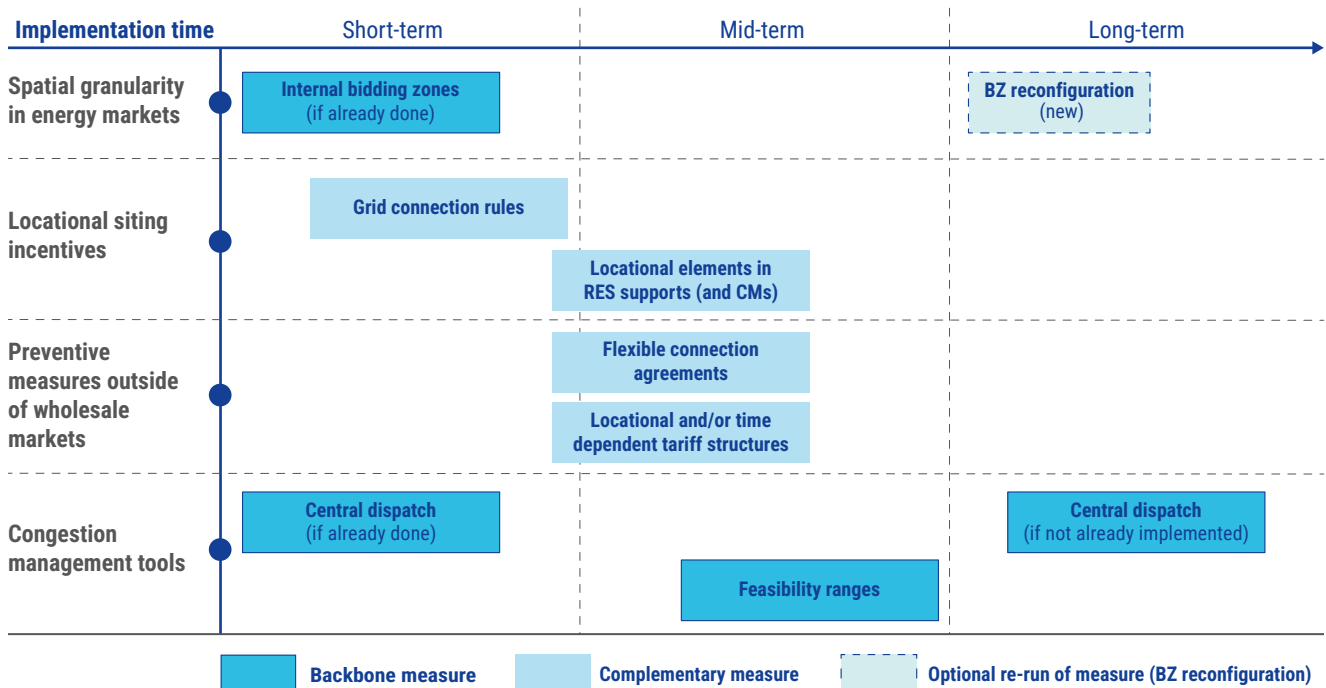 Implementation time
Short-term
Mid-term
Long-term
Spatial granularity
in energy markets
Internal bidding zones
(if already done)
BZ reconfiguration
(new)
Locational siting
incentives
Grid connection rules
Locational elements in
RES supports (and CMs)
Preventive
measures outside
of wholesale
markets
Flexible connection
agreements
Locational and/or time
dependent tariff structures
Congestion
management tools
Central dispatch
(if already done)
Central dispatch
(if not already implemented)
Feasibility ranges
Backbone measure
Complementary measure
Optional re-run of measure (BZ reconfiguration)